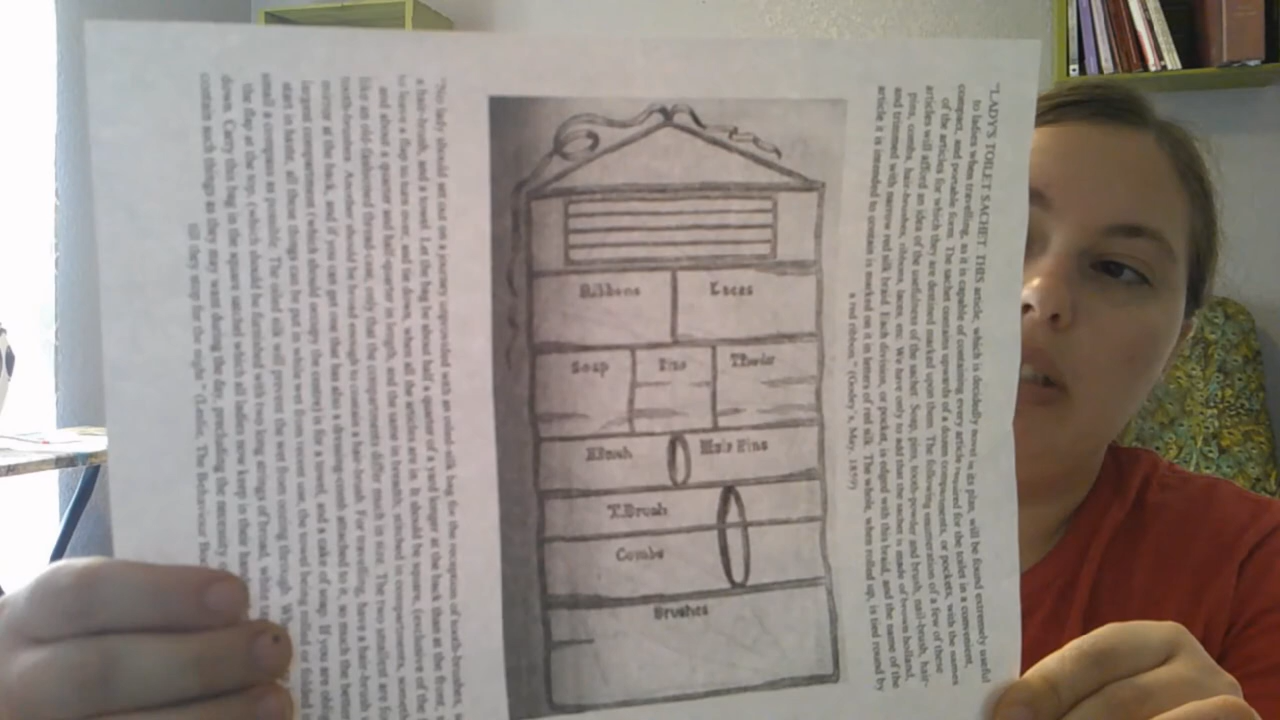 "LADY'S TOILET SACHET. THIS article, which is decidedly novel in its plan, will be found extremely useful
to ladies when travelling, as it is capable of containing every article required for the toilet in a convenient,
compact, and portable form. The sachet contains upwards of a dozen compartments, or pockets, with the names
of the articles for which they are destined marked upon them. The following enumeration of a few of these
articles will afford an idea of the usefulness of the sachet. Soap, pins, tooth-powder and brush, nail-brush, hair-
pins, combs, hair-brushes, ribbons, laces, etc. We have only to add that the sachet is made of brown holland,
and trimmed with narrow red silk braid. Each division, or pocket, is edged with this braid, and the name of the
article it is intended to contain is marked on it in letters of red silk. The whole, when rolled up, is tied round by
a red ribbon." (Godey's, May, 1859)
Ribbons
Laces
Soap
Pins
Hair Pins
T.Brush
Combs
Brushes
"No lady should set out on a journey unprovided with an oiled-silk bag for the reception of tooth-brushes,
a hair-brush, and a towel. Let the bag be about half a quarter of a yard longer at the back than at the front,
to leave a flap to turn over, and tie down, when all the articles are in. It should be square, (exclusive of the
and about a quarter and half-quarter in length, and the same in breadth; stitched in compartments,
like an old-fashioned thread-case, only that the compartments differ much in size. The two smallest are
tooth-brushes. Another should be broad enough to contain a hair-brush. For travelling, have a hair-brush
mirror at the back, and if you can get one that has also a dressing-comb attached to it, so much the better.
largest compartment (which should occupy the centre) is for a towel, and a cake of soap. If you are
start in haste, all these things can be put in while wet from recent use, the towel being
small a compass as possible. The oiled silk will prevent the wet from oozing through.
the flap at the top, (which should be furnished with two long strings of broad,
down. Carry this bag in the square satchel which all ladies now keep in their
contain such things as they may want during the day, precluding the necessity
till they stop for the night." (Leslie, The Behaviour